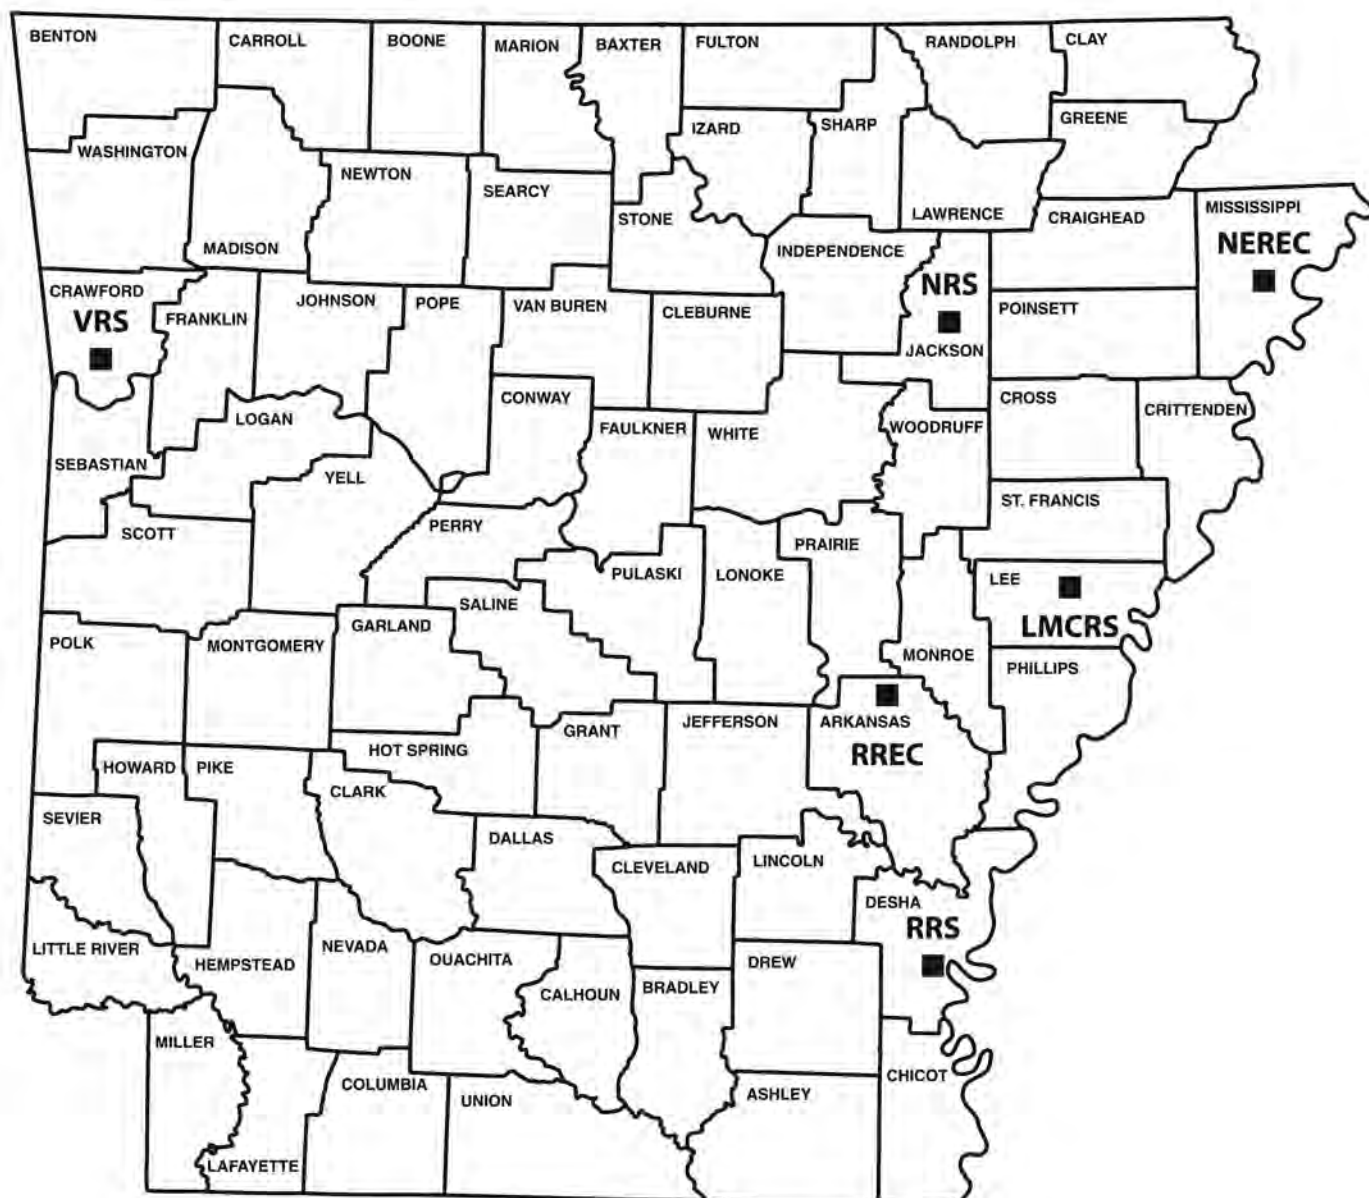 BENTON
CARROLL
BOONE
MARION
BAXTER
FULTON
RANDOLPH
CLAY
WASHINGTON
IZARD
SHARP
GREENE
NEWTON
SEARCY
STONE
LAWRENCE
CRAIGHEAD
MISSISSIPPI
NEREC
MADISON
INDEPENDENCE
CRAWFORD
VRS
FRANKLIN
JOHNSON
POPE
VAN BUREN
CLEBURNE
NRS
JACKSON
POINSETT
LOGAN
CONWAY
FAULKNER
WHITE
WOODRUFF
CROSS
CRITTENDEN
SEBASTIAN
YELL
SCOTT
PERRY
PULASKI
LONOKE
PRAIRIE
ST. FRANCIS
LEE
LMCRS
POLK
MONTGOMERY
GARLAND
SALINE
MONROE
PHILLIPS
HOT SPRING
GRANT
JEFFERSON
ARKANSAS
RREC
HOWARD
PIKE
CLARK
SEVIER
DALLAS
CLEVELAND
LINCOLN
DESHA
RRS
LITTLE RIVER
HEMPSTEAD
NEVADA
OUACHITA
CALHOUN
BRADLEY
DREW
MILLER
COLUMBIA
UNION
ASHLEY
CHICOT
LAFAYETTE